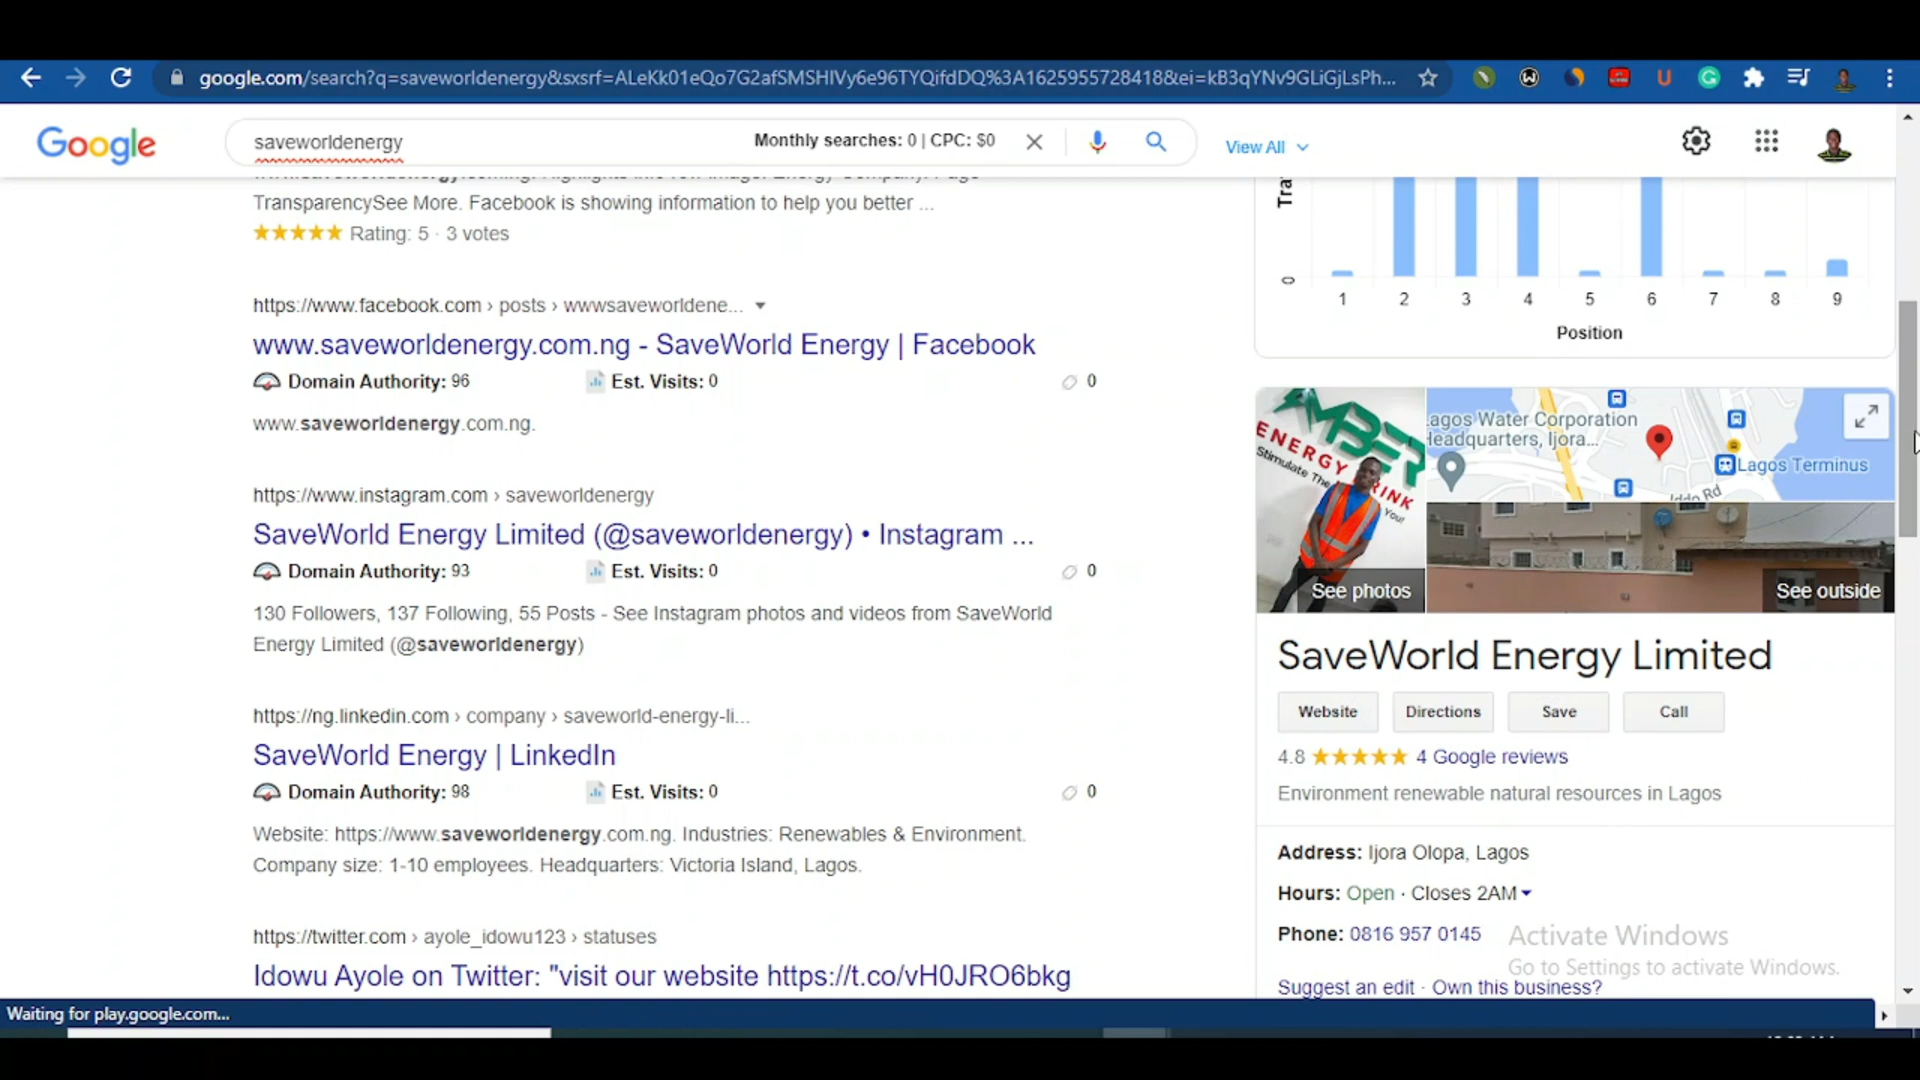 google.com/search?q=saveworldenergy&sxsrf=ALeKk01eQo7G2afSMSHIVy6e96TYQifdDQ%3A1625955728418&ei=kB3qYNv9GLiGjLsPh...
Google
saveworldenergy
Monthly searches: 0 | CPC: $0
View All
TransparencySee More. Facebook is showing information to help you better ...
Rating: 5 · 3 votes
https://www.facebook.com › posts › wwwsaveworldene...
www.saveworldenergy.com.ng - SaveWorld Energy | Facebook
Domain Authority: 96 Est. Visits: 0 0
www.saveworldenergy.com.ng.
https://www.instagram.com › saveworldenergy
SaveWorld Energy Limited (@saveworldenergy) • Instagram ...
Domain Authority: 93 Est. Visits: 0 0
130 Followers, 137 Following, 55 Posts - See Instagram photos and videos from SaveWorld
Energy Limited (@saveworldenergy)
https://ng.linkedin.com › company › saveworld-energy-li...
SaveWorld Energy | LinkedIn
Domain Authority: 98 Est. Visits: 0 0
Website: https://www.saveworldenergy.com.ng. Industries: Renewables & Environment.
Company size: 1-10 employees. Headquarters: Victoria Island, Lagos.
https://twitter.com › ayole_idowu123 › statuses
Idowu Ayole on Twitter: "visit our website https://t.co/vH0JRO6bkg
Tra
0
1 2 3 4 5 6 7 8 9
Position
AMBER
ENERGY DRINK
Stimulate The You!
See photos
Lagos Water Corporation
Headquarters, Ijora...
Lagos Terminus
Iddo Rd
See outside
SaveWorld Energy Limited
Website Directions Save Call
4.8 4 Google reviews
Environment renewable natural resources in Lagos
Address: Ijora Olopa, Lagos
Hours: Open · Closes 2AM
Phone: 0816 957 0145
Suggest an edit · Own this business?
Activate Windows
Go to Settings to activate Windows.
Waiting for play.google.com...